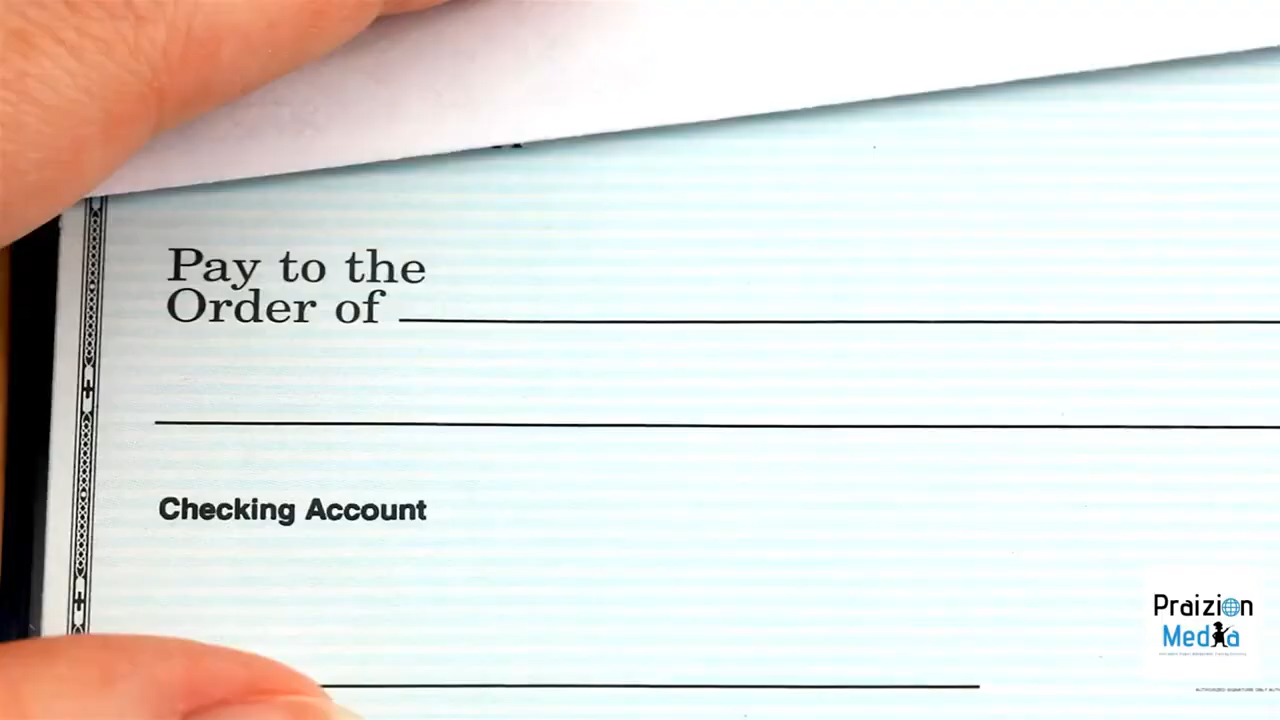 Pay to the
Order of
Checking Account
Praizion
Media